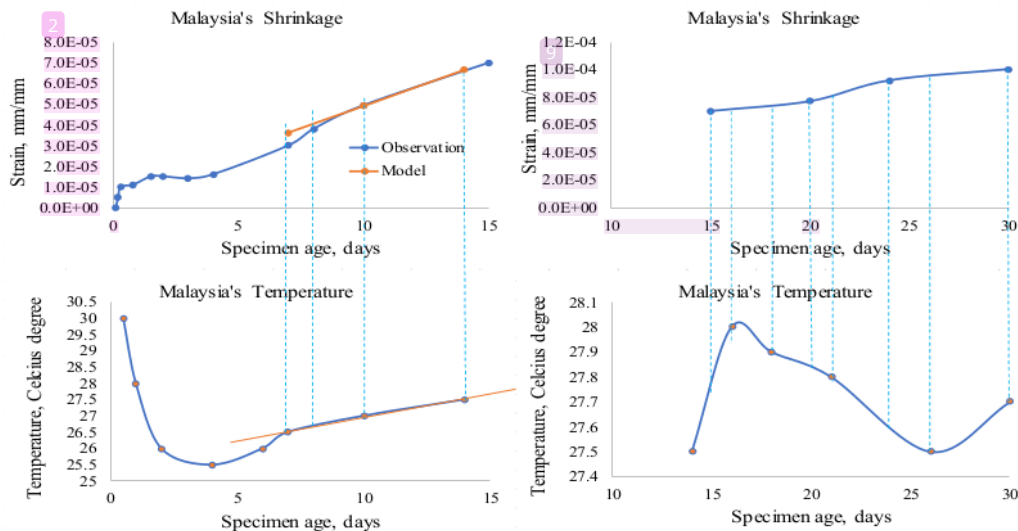 2
Malaysia's Shrinkage
8.0E-05
7.0E-05
6.0E-05
5.0E-05
4.0E-05
3.0E-05
2.0E-05
1.0E-05
0.0E+00
Strain, mm/mm
Observation
Model
0 5 10 15
Specimen age, days
9
Malaysia's Shrinkage
1.2E-04
1.0E-04
8.0E-05
6.0E-05
4.0E-05
2.0E-05
0.0E+00
Strain, mm/mm
10 15 20 25 30
Specimen age, days
Malaysia's Temperature
30.5
30
29.5
29
28.5
28
27.5
27
26.5
26
25.5
25
Temperature, Celcius degree
0 5 10 15
Specimen age, days
Malaysia's Temperature
28.1
28
27.9
27.8
27.7
27.6
27.5
27.4
Temperature, Celcius degree
10 15 20 25 30
Specimen age, days